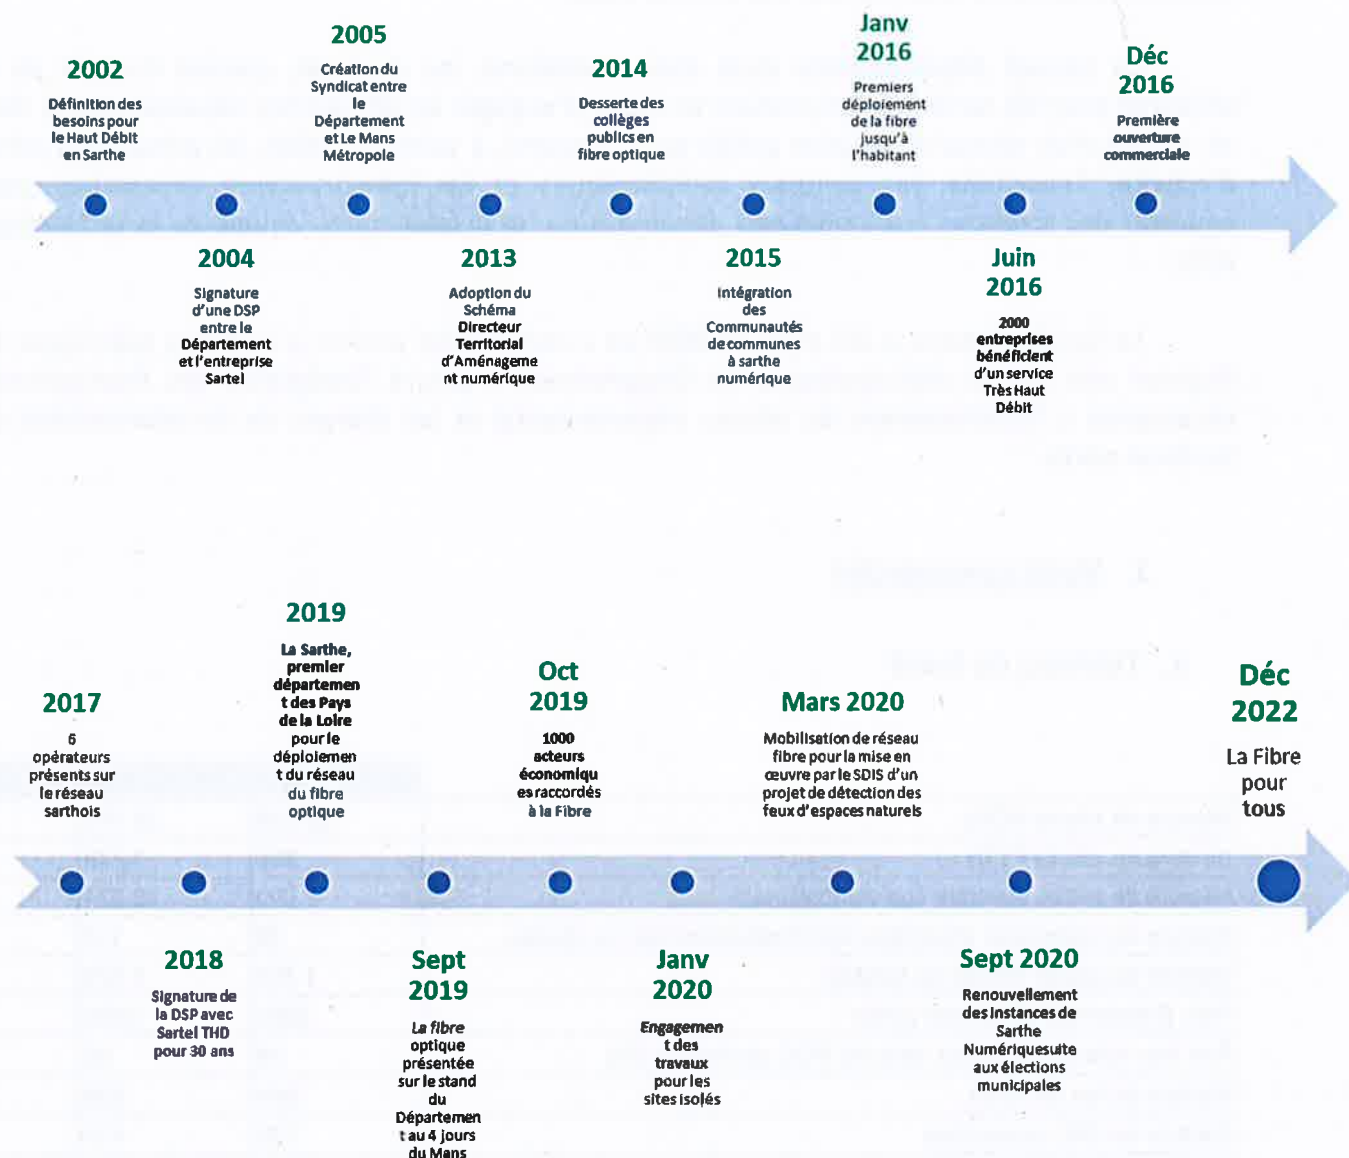 2002
Définition des
besoins pour
le Haut Débit
en Sarthe
2004
Signature
d'une DSP
entre le
Département
et l'entreprise
Sartel
2005
Création du
Syndicat entre
le
Département
et Le Mans
Métropole
2013
Adoption du
Schéma
Directeur
Territorial
d'Aménageme
nt numérique
2014
Desserte des
collèges
publics en
fibre optique
2015
Intégration
des
Communautés
de communes
à sarthe
numérique
Janv
2016
Premiers
déploiement
de la fibre
jusqu'à
l'habitant
Juin
2016
2000
entreprises
bénéficient
d'un service
Très Haut
Débit
Déc
2016
Première
ouverture
commerciale
2017
6
opérateurs
présents sur
le réseau
sarthois
2018
Signature de
la DSP avec
Sartel THD
pour 30 ans
2019
La Sarthe,
premier
départemen
t des Pays
de la Loire
pour le
déploiemen
t du réseau
du fibre
optique
Sept
2019
La fibre
optique
présentée
sur le stand
du
Départemen
t au 4 jours
du Mans
Oct
2019
1000
acteurs
économiqu
es raccordés
à la Fibre
Janv
2020
Engagemen
t des
travaux
pour les
sites isolés
Mars 2020
Mobilisation de réseau
fibre pour la mise en
œuvre par le SDIS d'un
projet de détection des
feux d'espaces naturels
Sept 2020
Renouvellement
des instances de
Sarthe
Numériquesuite
aux élections
municipales
Déc
2022
La Fibre
pour
tous